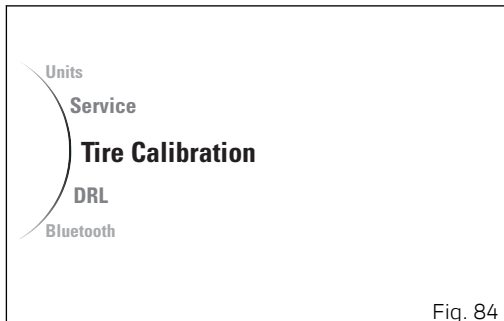 Units
Service
Tire Calibration
DRL
Bluetooth
Fig. 84